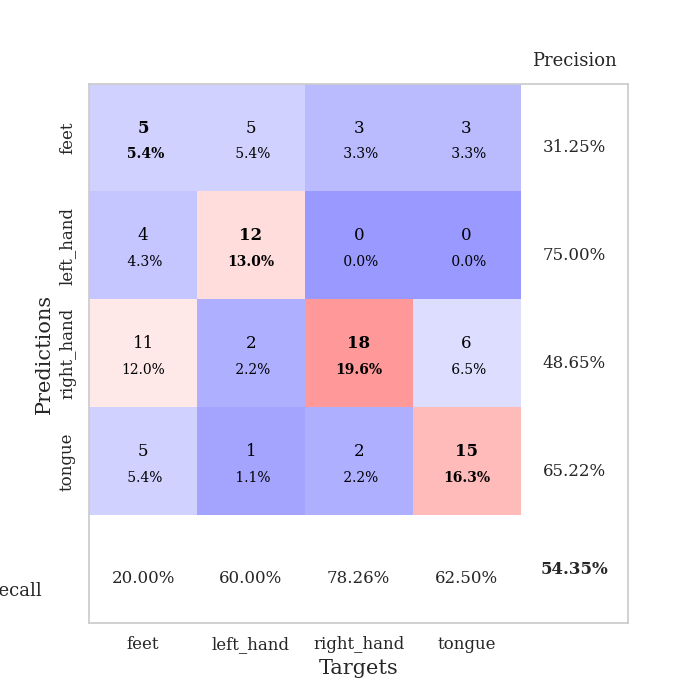 Precision
feet 5 5 3 3 31.25%
5.4% 5.4% 3.3% 3.3%
left_hand 4 12 0 0 75.00%
4.3% 13.0% 0.0% 0.0%
Predictions
right_hand 11 2 18 6 48.65%
12.0% 2.2% 19.6% 6.5%
tongue 5 1 2 15 65.22%
5.4% 1.1% 2.2% 16.3%
ecall 20.00% 60.00% 78.26% 62.50% 54.35%
feet left_hand right_hand tongue
Targets